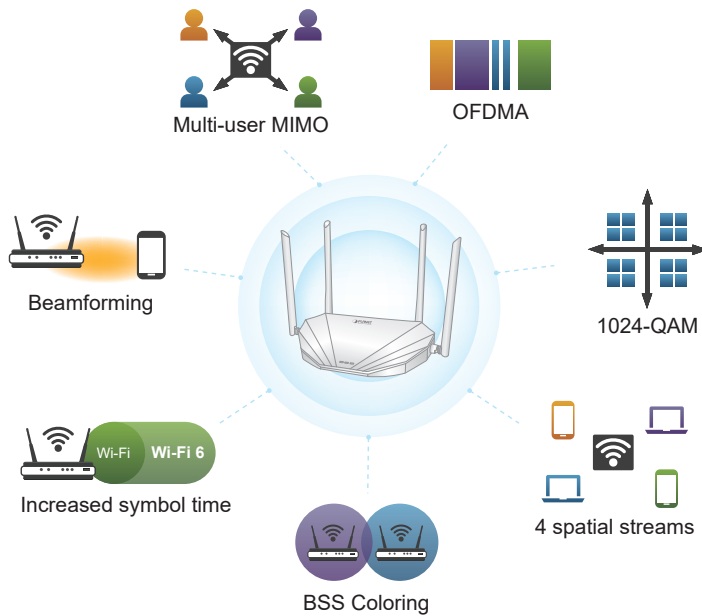 Multi-user MIMO
OFDMA
1024-QAM
Beamforming
Wi-Fi
Wi-Fi 6
Increased symbol time
4 spatial streams
BSS Coloring